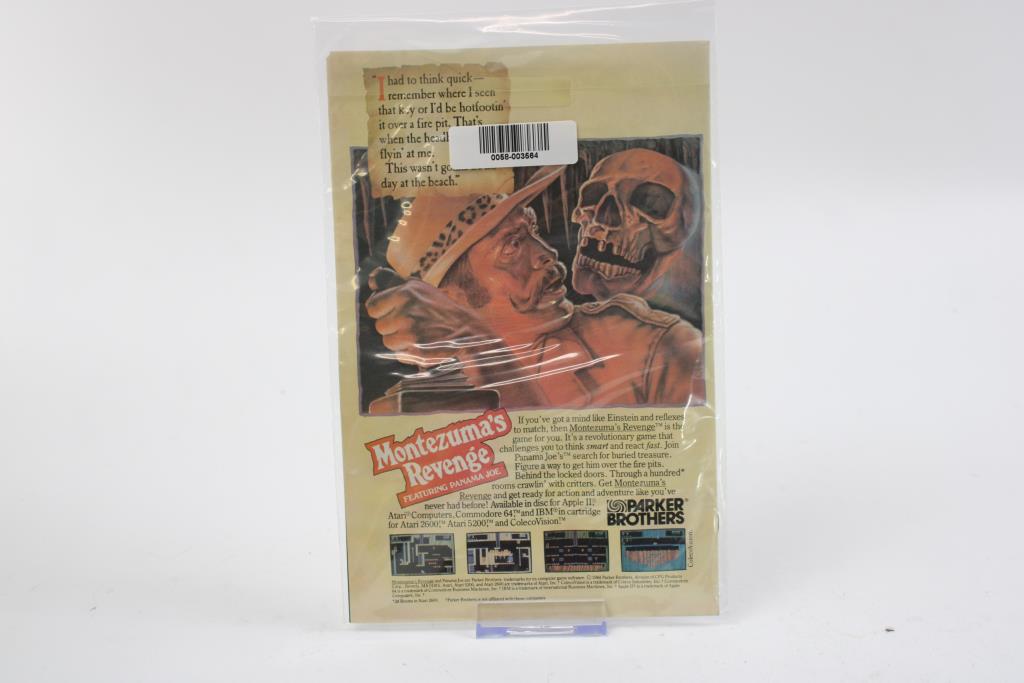 "I had to think quick—
remember where I seen
that key or I'd be hotfootin'
it over a fire pit. That's
when the
flyin' at me.
This wasn't
day at the beach."
0058-003564
Montezuma's
Revenge
FEATURING PANAMA JOE
If you've got a mind like Einstein and reflexes
to match, then Montezuma's Revenge™ is the
game for you. It's a revolutionary game that
challenges you to think smart and react fast. Join
Panama Joe's™ search for buried treasure.
Figure a way to get him over the fire pits.
Behind the locked doors. Through a hundred*
rooms crawlin' with critters. Get Montezuma's
Revenge and get ready for action and adventure like you've
never had before! Available in disc for Apple II,®
Atari® Computers, Commodore 64,™ and IBM® in cartridge
for Atari 2600,™ Atari 5200,™ and ColecoVision.™
PARKER
BROTHERS
ColecoVision